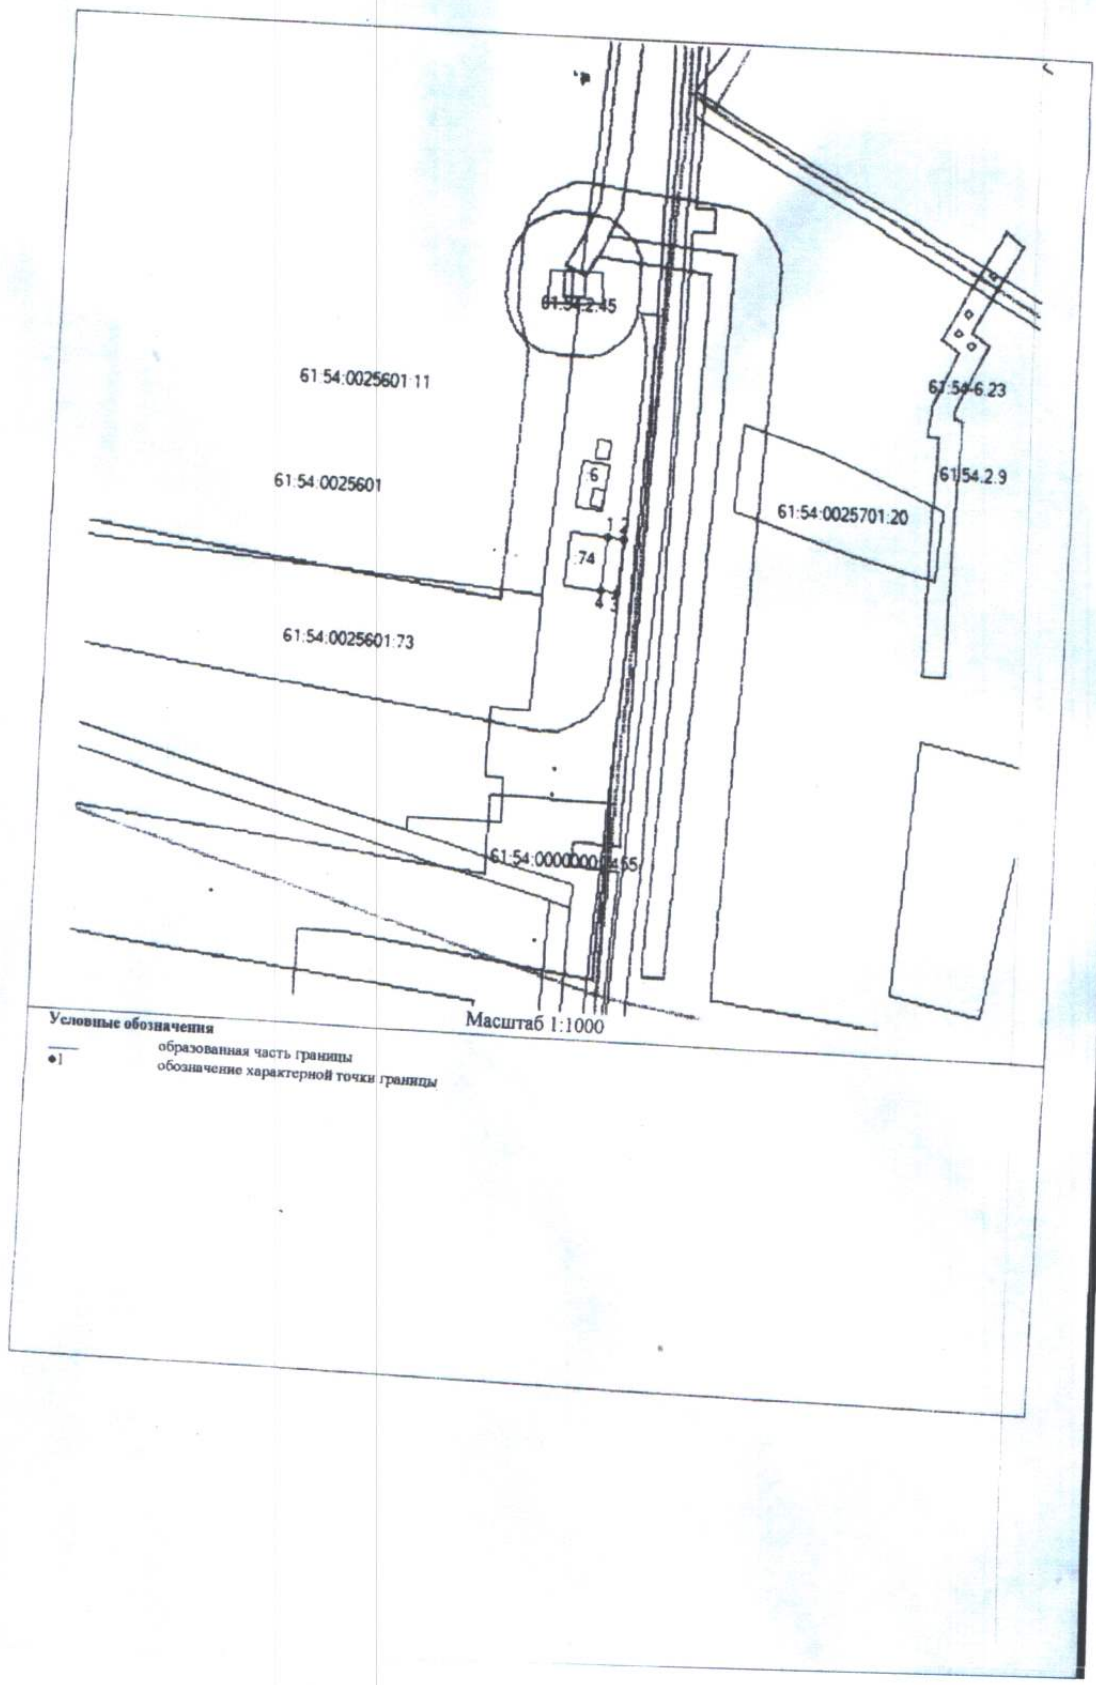 61:54.2.45
61:54:0025601:11
61:54-6.23
61:54:0025601
61.54.2.9
:6
61:54:0025701:20
1 2
:74
4 3
61:54:0025601:73
Масштаб 1:1000
Условные обозначения
образованная часть границы
●1 обозначение характерной точки границы